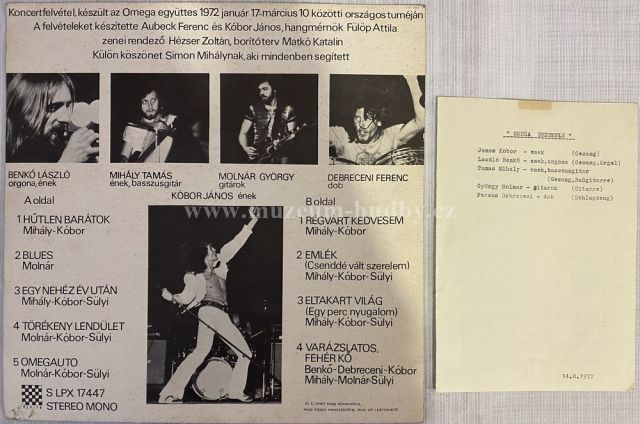 Koncertfelvétel, készült az Omega együttes 1972 január 17-március 10 közötti országos turnéján
A felvételeket készítette Aubeck Ferenc és Kóbor János, hangmérnök Fülöp Attila
zenei rendező Hézser Zoltán, borítóterv Matkó Katalin
Külön köszönet Simon Mihálynak, aki mindenben segített
BENKŐ LÁSZLÓ
orgona, ének
MIHÁLY TAMÁS
ének, basszusgitár
MOLNÁR GYÖRGY
gitárok
DEBRECENI FERENC
dob
KÓBOR JÁNOS ének
www.muzeum-hudby.cz
A oldal
1 HŰTLEN BARÁTOK
Mihály-Kóbor
2 BLUES
Molnár
3 EGY NEHÉZ ÉV UTÁN
Mihály-Kóbor-Sülyi
4 TÖRÉKENY LENDÜLET
Molnár-Kóbor-Sülyi
5 OMEGAUTO
Molnár-Kóbor-Sülyi
S LPX 17447
STEREO MONO
B oldal
1 RÉGVÁRT KEDVESEM
Mihály-Kóbor
2 EMLÉK
(Csenddé vált szerelem)
Mihály-Kóbor-Sülyi
3 ELTAKART VILÁG
(Egy perc nyugalom)
Mihály-Kóbor-Sülyi
4 VARÁZSLATOS,
FEHÉR KŐ
Benkő-Debreceni-Kóbor
Mihály-Molnár-Sülyi
" OMEGA ENSEMBLE "
Janos Kobor - enek (Gesang)
Laszlo Benkö - enek, orgona (Gesang, Orgel)
Tamas Mihaly - enek, basszusgitar
(Gesang, Baßgitarre)
György Molnar - gitarok (Gitarre)
Ferenc Debreteni - dob (Schlagzeug)
14.8.1972